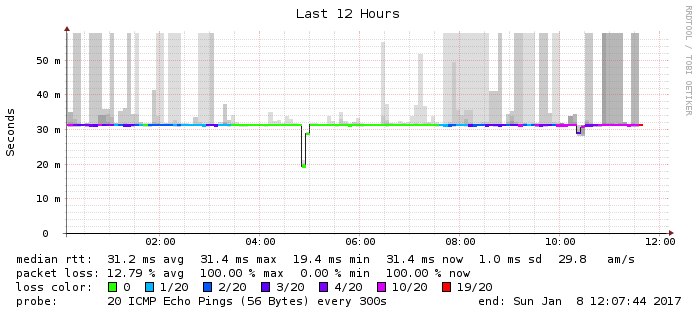 Last 12 Hours
RRDTOOL / TOBI OETIKER
Seconds
50 m
40 m
30 m
20 m
10 m
0
02:00 04:00 06:00 08:00 10:00 12:00
median rtt: 31.2 ms avg 31.4 ms max 19.4 ms min 31.4 ms now 1.0 ms sd 29.8 am/s
packet loss: 12.79 % avg 100.00 % max 0.00 % min 100.00 % now
loss color: 0 1/20 2/20 3/20 4/20 10/20 19/20
probe: 20 ICMP Echo Pings (56 Bytes) every 300s end: Sun Jan 8 12:07:44 2017